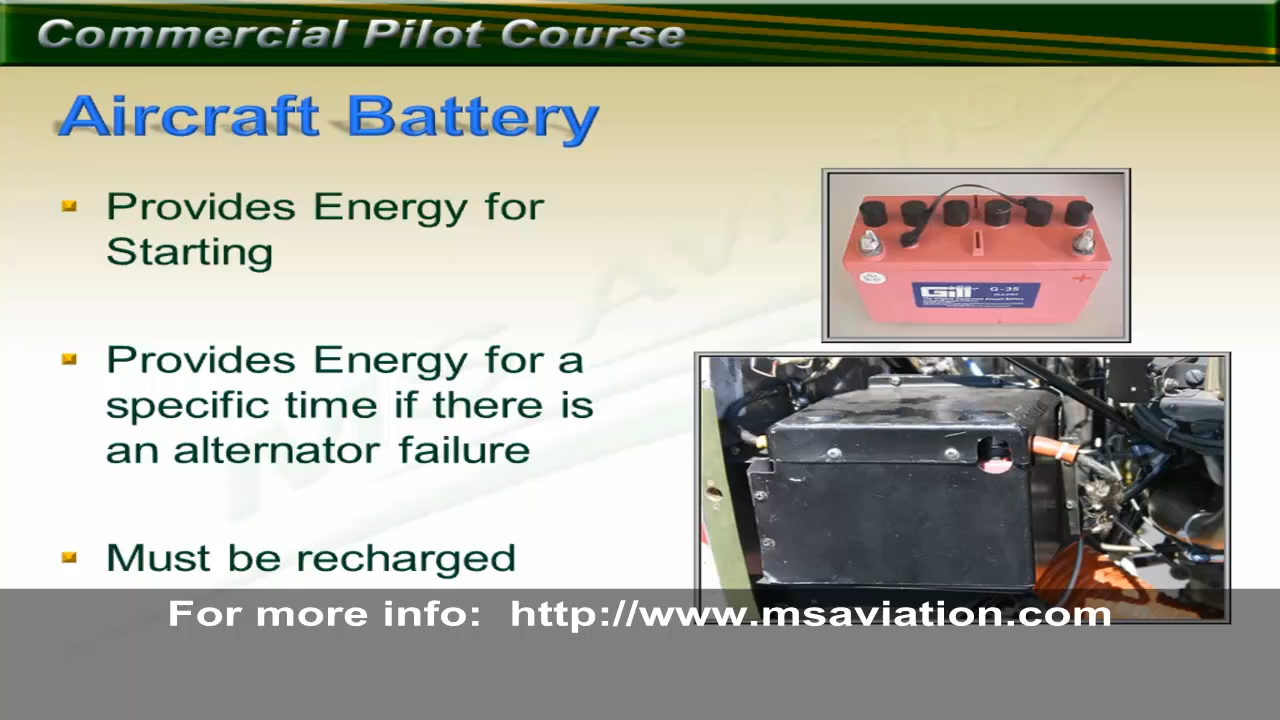 Commercial Pilot Course
Aircraft Battery
Provides Energy for
Starting
Provides Energy for a
specific time if there is
an alternator failure
Must be recharged
Gill
G-35
For more info: http://www.msaviation.com